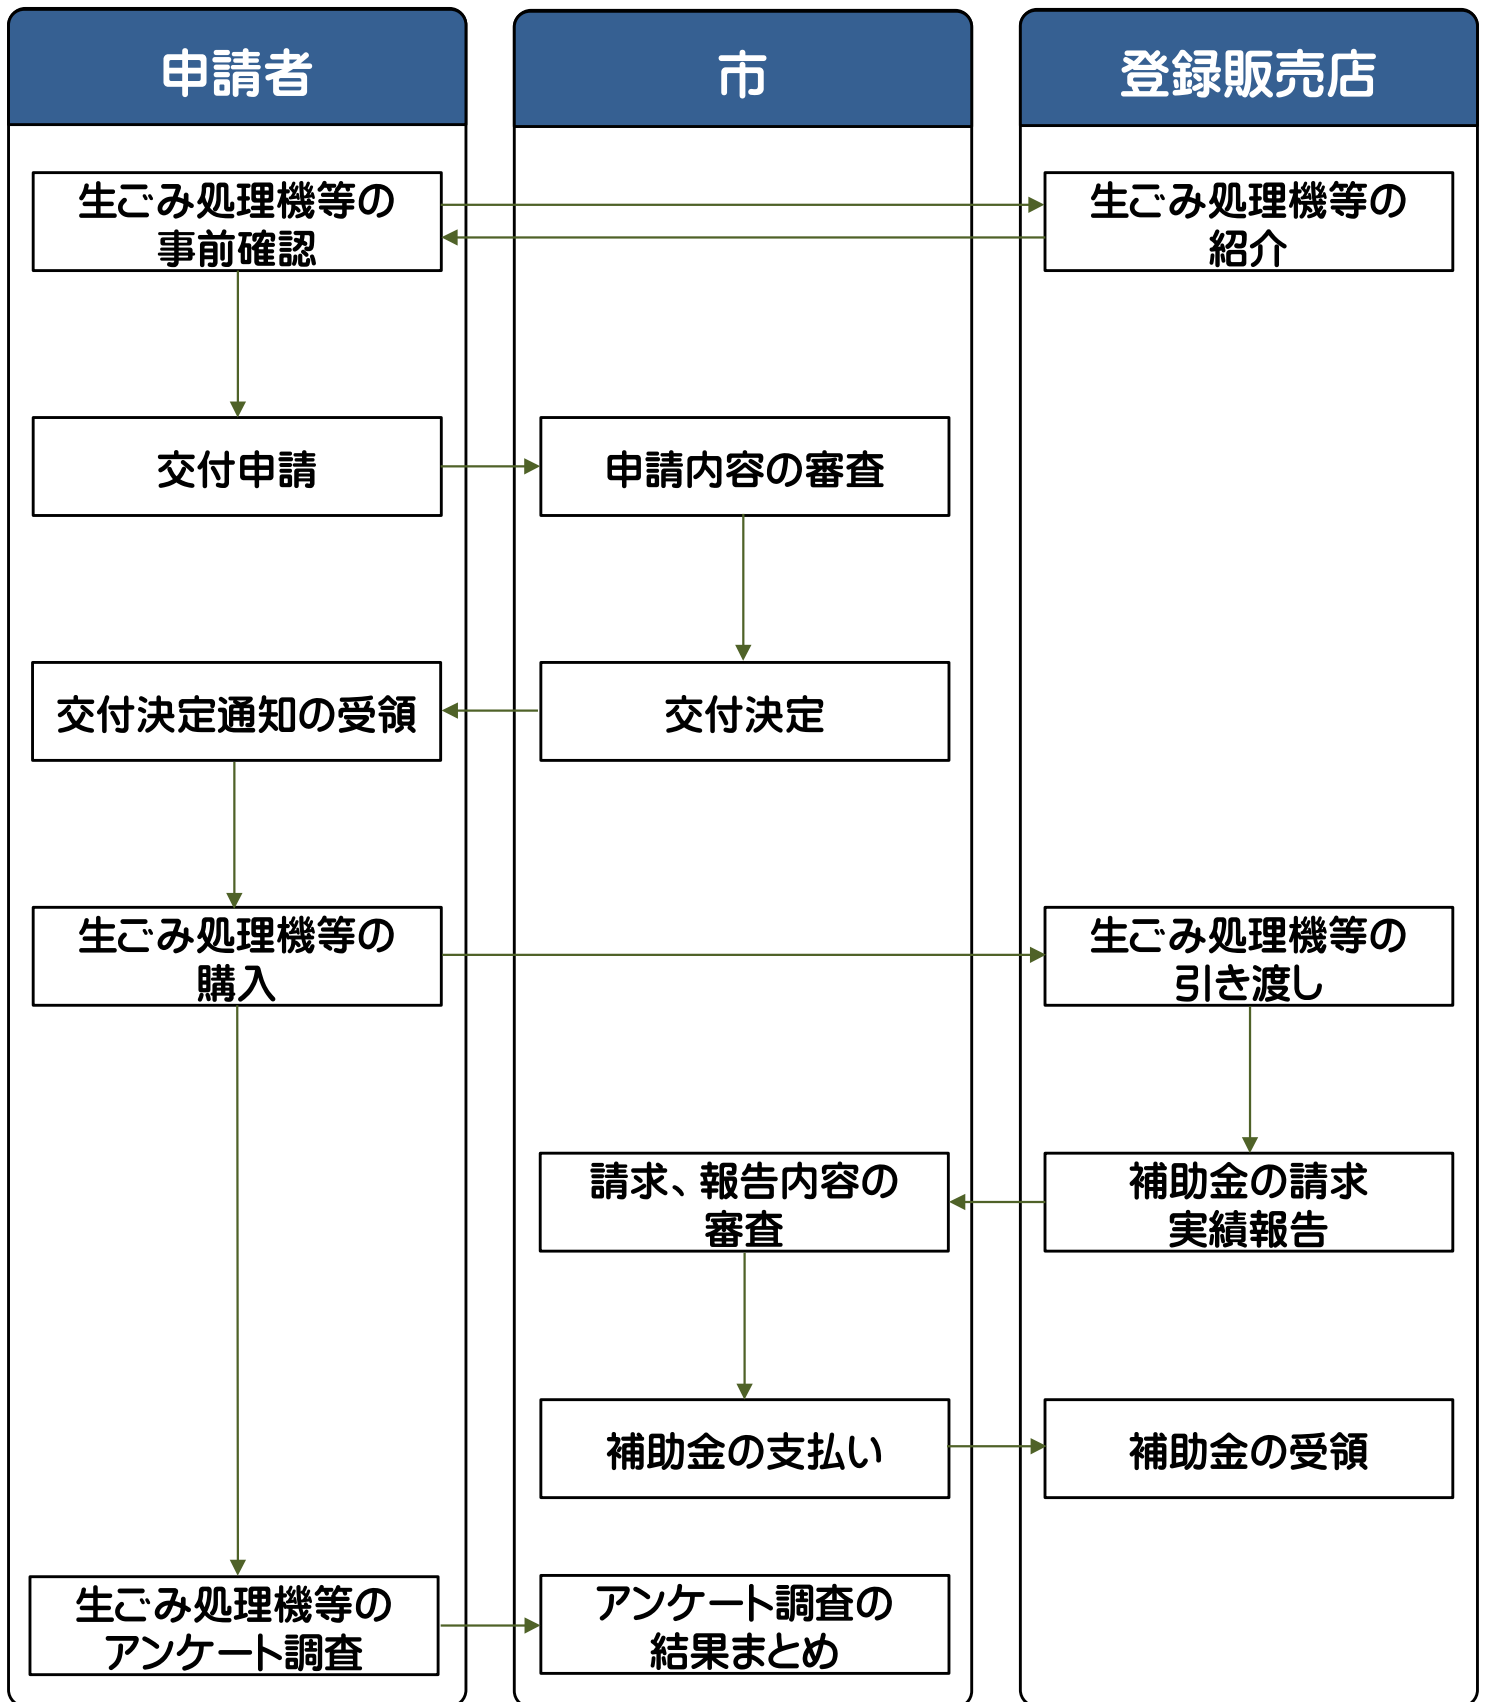 申請者
市
登録販売店
生ごみ処理機等の
事前確認
生ごみ処理機等の
紹介
交付申請
申請内容の審査
交付決定通知の受領
交付決定
生ごみ処理機等の
購入
生ごみ処理機等の
引き渡し
請求、報告内容の
審査
補助金の請求
実績報告
補助金の支払い
補助金の受領
生ごみ処理機等の
アンケート調査
アンケート調査の
結果まとめ